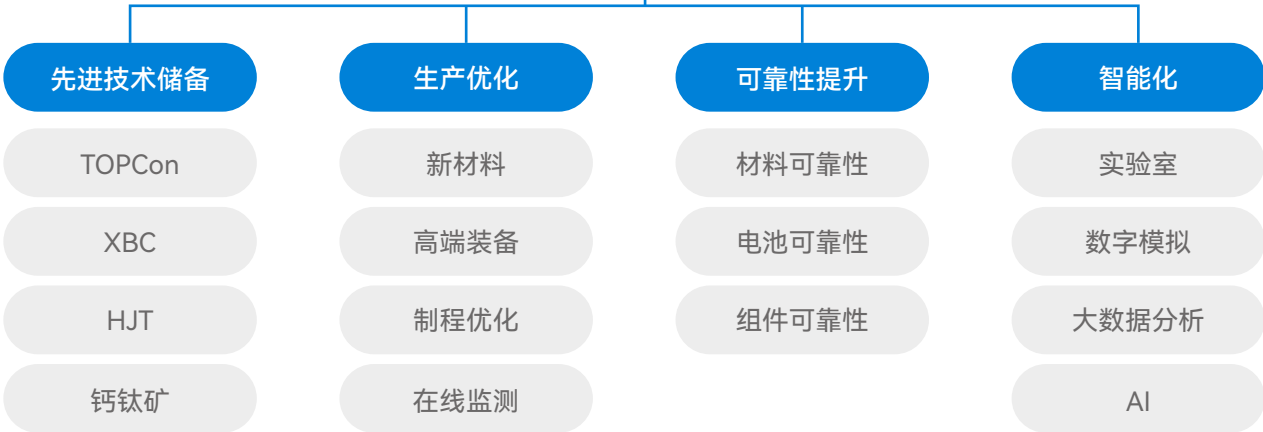 先进技术储备
TOPCon
XBC
HJT
钙钛矿
生产优化
新材料
高端装备
制程优化
在线监测
可靠性提升
材料可靠性
电池可靠性
组件可靠性
智能化
实验室
数字模拟
大数据分析
AI